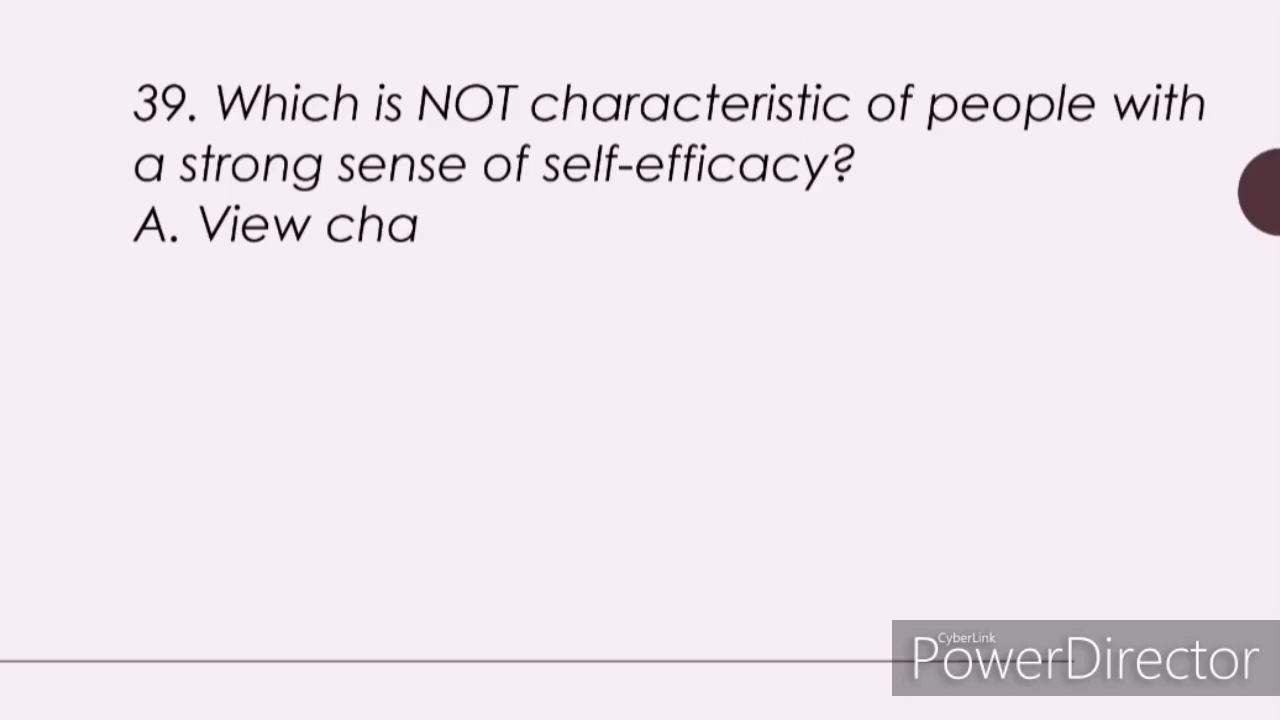 39. Which is NOT characteristic of people with
a strong sense of self-efficacy?
A. View cha
CyberLink
PowerDirector